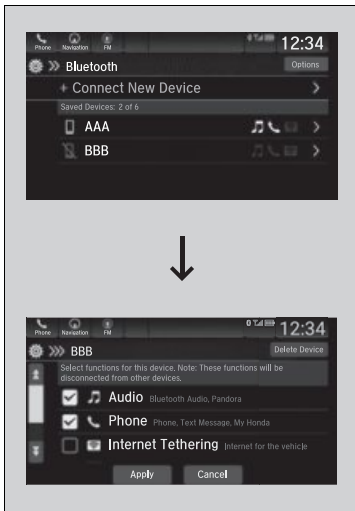 Phone Navigation FM 12:34
Bluetooth Options
+ Connect New Device
Saved Devices: 2 of 6
AAA
BBB
Phone Navigation FM 12:34
BBB Delete Device
Select functions for this device. Note: These functions will be
disconnected from other devices.
Audio Bluetooth Audio, Pandora
Phone Phone, Text Message, My Honda
Internet Tethering Internet for the vehicle
Apply Cancel